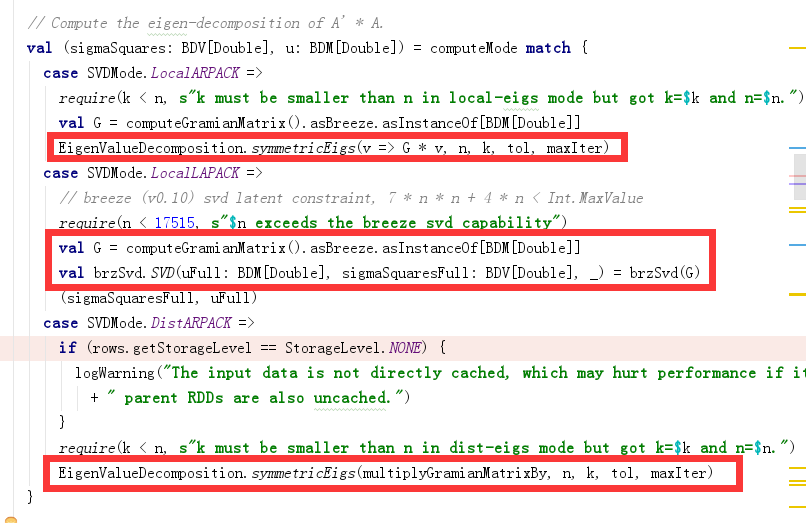 // Compute the eigen-decomposition of A' * A.
val (sigmaSquares: BDV[Double], u: BDM[Double]) = computeMode match {
case SVDMode.LocalARPACK =>
require(k < n, s"k must be smaller than n in local-eigs mode but got k=$k and n=$n.")
val G = computeGramianMatrix().asBreeze.asInstanceOf[BDM[Double]]
EigenValueDecomposition.symmetricEigs(v => G * v, n, k, tol, maxIter)
case SVDMode.LocalLAPACK =>
// breeze (v0.10) svd latent constraint, 7 * n * n + 4 * n < Int.MaxValue
require(n < 17515, s"$n exceeds the breeze svd capability")
val G = computeGramianMatrix().asBreeze.asInstanceOf[BDM[Double]]
val brzSvd.SVD(uFull: BDM[Double], sigmaSquaresFull: BDV[Double], _) = brzSvd(G)
(sigmaSquaresFull, uFull)
case SVDMode.DistARPACK =>
if (rows.getStorageLevel == StorageLevel.NONE) {
logWarning("The input data is not directly cached, which may hurt performance if it
+ " parent RDDs are also uncached.")
}
require(k < n, s"k must be smaller than n in dist-eigs mode but got k=$k and n=$n.")
EigenValueDecomposition.symmetricEigs(multiplyGramianMatrixBy, n, k, tol, maxIter)
}